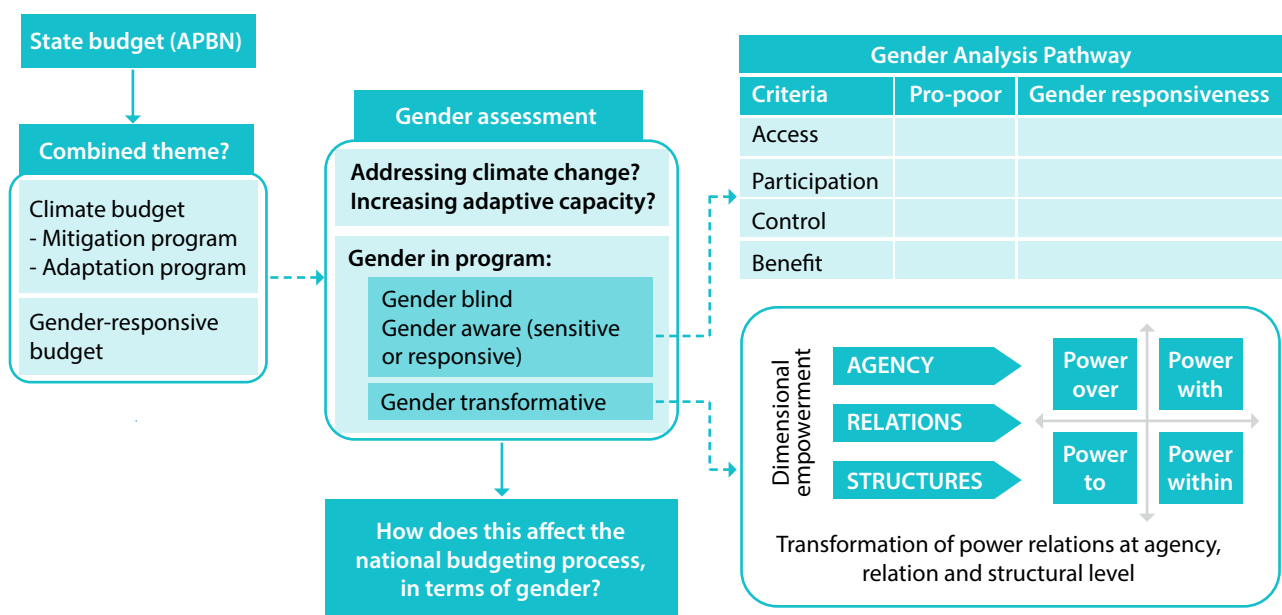 State budget (APBN)
Combined theme?
Climate budget
- Mitigation program
- Adaptation program
Gender-responsive
budget
Gender assessment
Addressing climate change?
Increasing adaptive capacity?
Gender in program:
Gender blind
Gender aware (sensitive
or responsive)
Gender transformative
How does this affect the
national budgeting process,
in terms of gender?
Gender Analysis Pathway
Criteria Pro-poor Gender responsiveness
Access
Participation
Control
Benefit
Dimensional
empowerment
AGENCY
RELATIONS
STRUCTURES
Power
over
Power
with
Power
to
Power
within
Transformation of power relations at agency,
relation and structural level